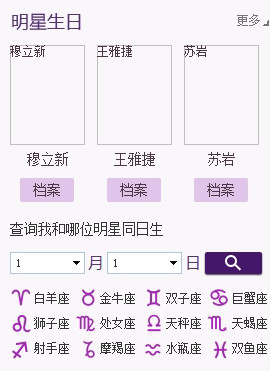 明星生日 更多
穆立新 王雅捷 苏岩
穆立新 王雅捷 苏岩
档案 档案 档案
查询我和哪位明星同日生
1 月 1 日
白羊座 金牛座 双子座 巨蟹座
狮子座 处女座 天秤座 天蝎座
射手座 摩羯座 水瓶座 双鱼座